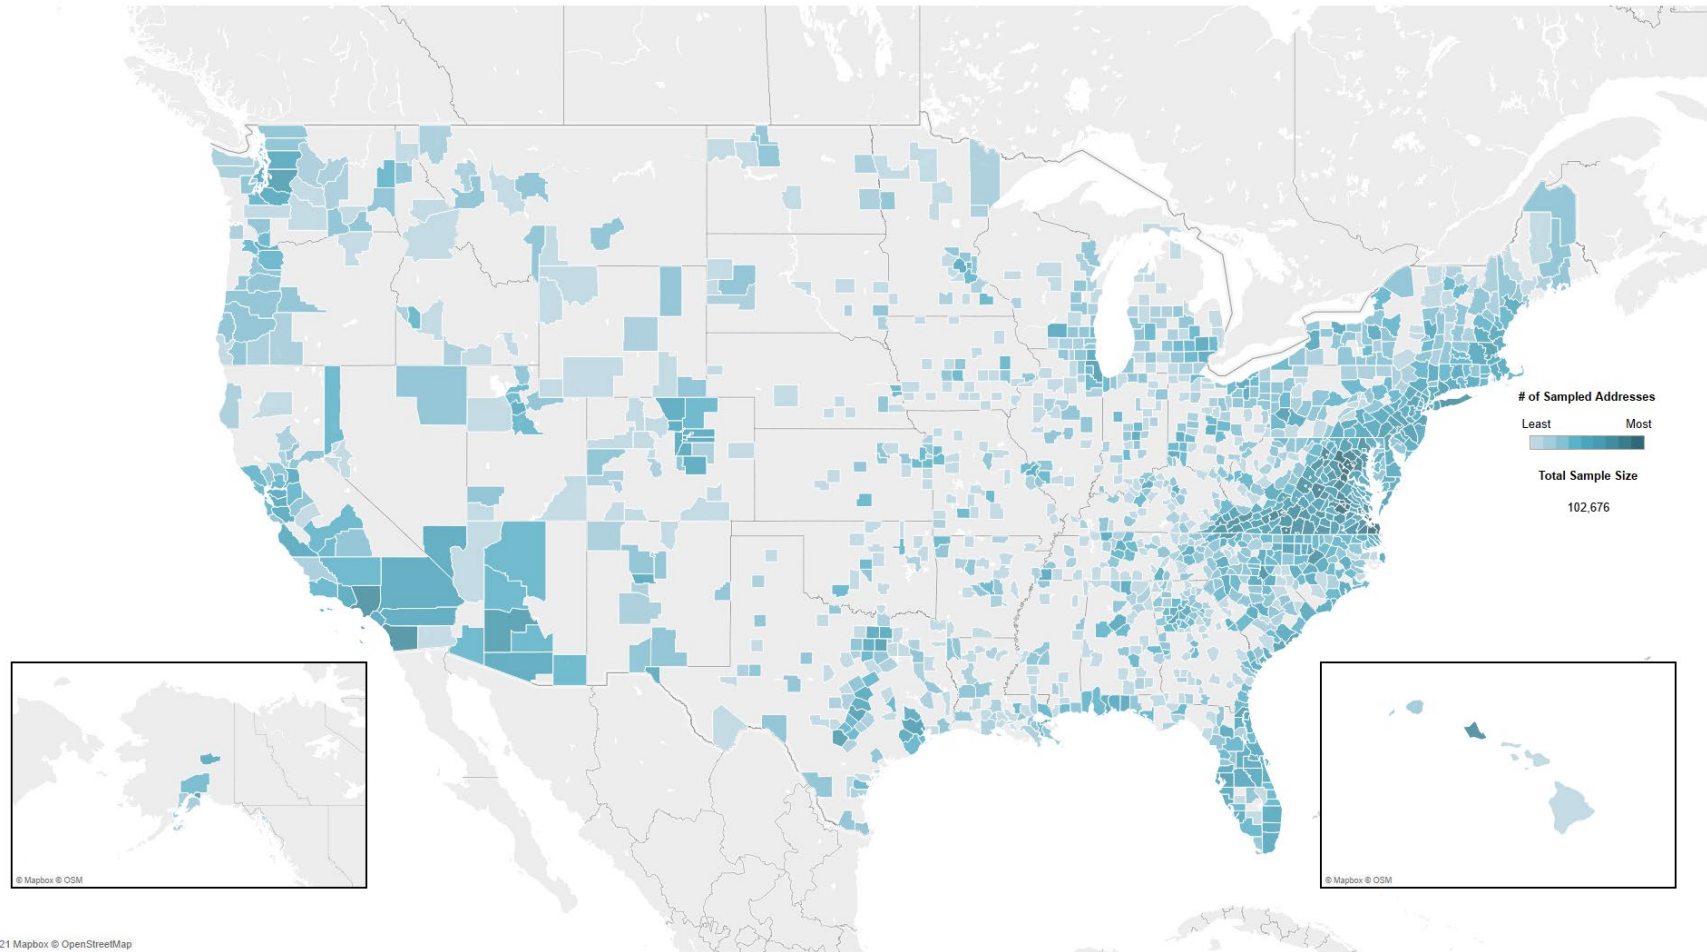 # of Sampled Addresses
Least Most
Total Sample Size
102,676
© Mapbox © OSM
© Mapbox © OSM
21 Mapbox © OpenStreetMap